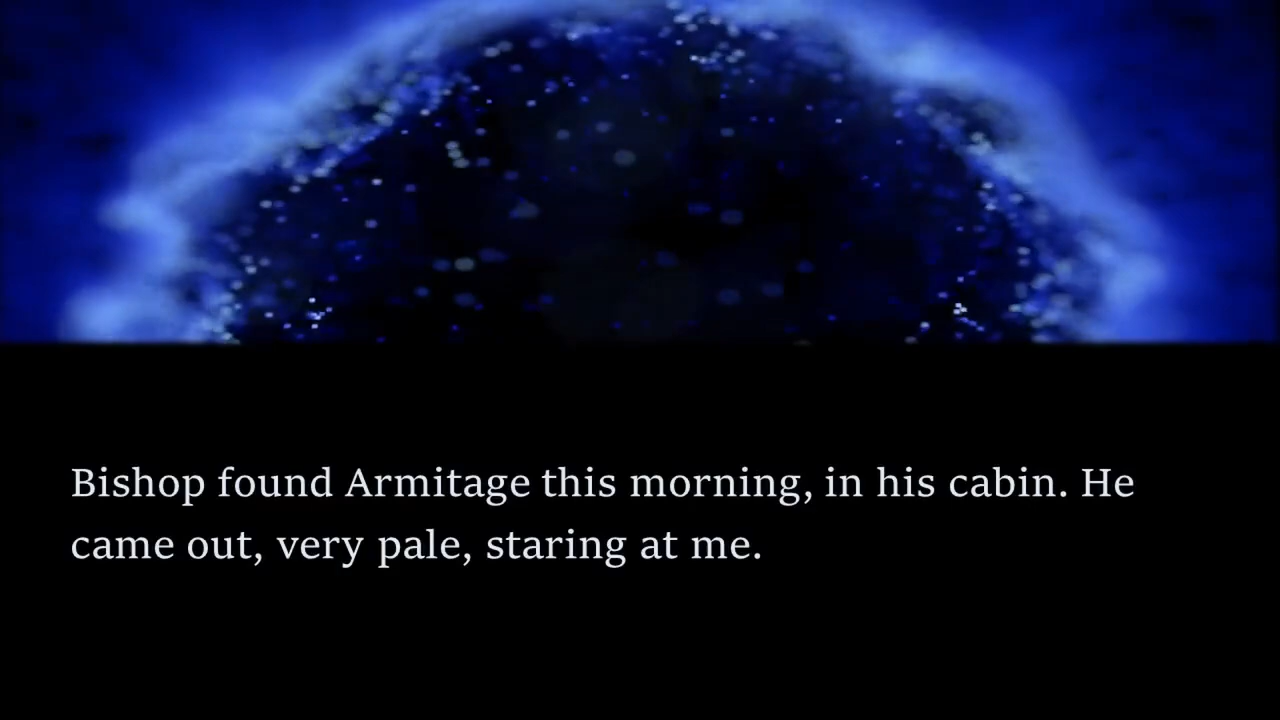 Bishop found Armitage this morning, in his cabin. He
came out, very pale, staring at me.